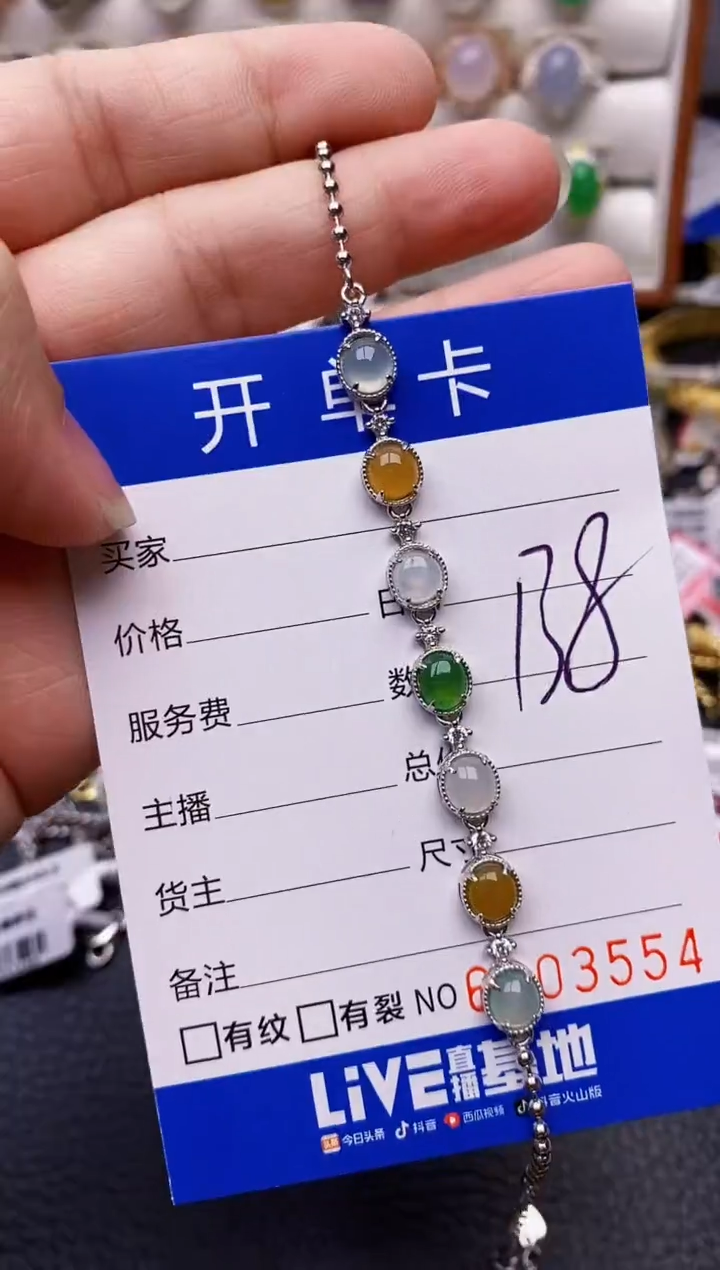 开单卡
买家
138
价格
服务费 数
主播 总
货主 尺寸
备注
有纹 有裂 NO 6 03554
LiVE直播基地
头条 今日头条 抖音 西瓜视频 抖音火山版